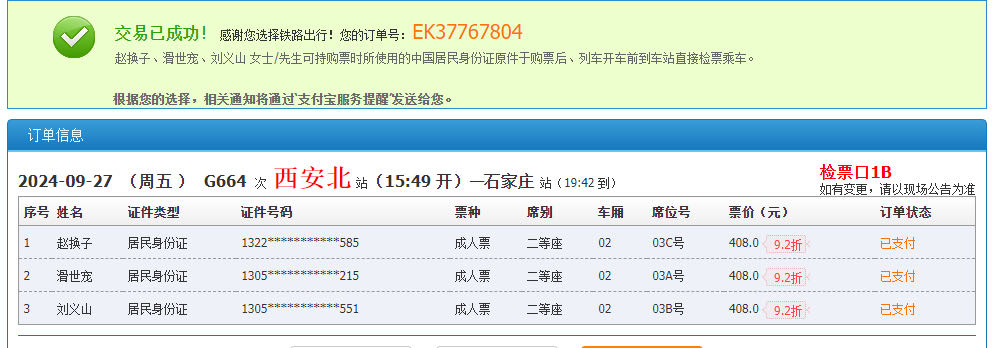 交易已成功！ 感谢您选择铁路出行！您的订单号：EK37767804
赵换子、滑世宠、刘义山 女士/先生可持购票时所使用的中国居民身份证原件于购票后、列车开车前到车站直接检票乘车。
根据您的选择，相关通知将通过'支付宝服务提醒'发送给您。
订单信息
2024-09-27 （周五 ） G664 次 西安北 站（15:49 开）—石家庄 站（19:42 到）
检票口1B
如有变更，请以现场公告为准
序号 姓名 证件类型 证件号码 票种 席别 车厢 席位号 票价（元） 订单状态
1 赵换子 居民身份证 1322***********585 成人票 二等座 02 03C号 408.0 9.2折 已支付
2 滑世宠 居民身份证 1305***********215 成人票 二等座 02 03A号 408.0 9.2折 已支付
3 刘义山 居民身份证 1305***********551 成人票 二等座 02 03B号 408.0 9.2折 已支付